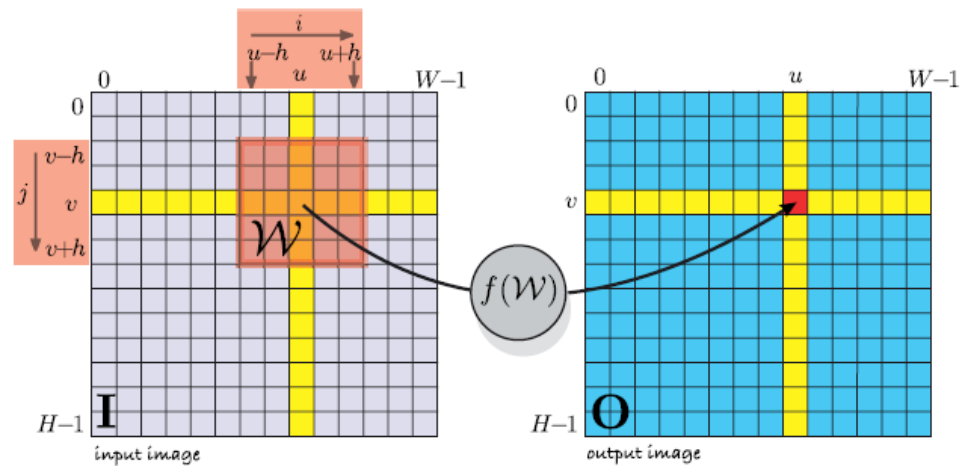 i
u−h u+h
0 u W−1
0 u W−1
0
0
v−h
j
v
v
v+h
𝒲
f(𝒲)
H−1
I
H−1
O
input image
output image